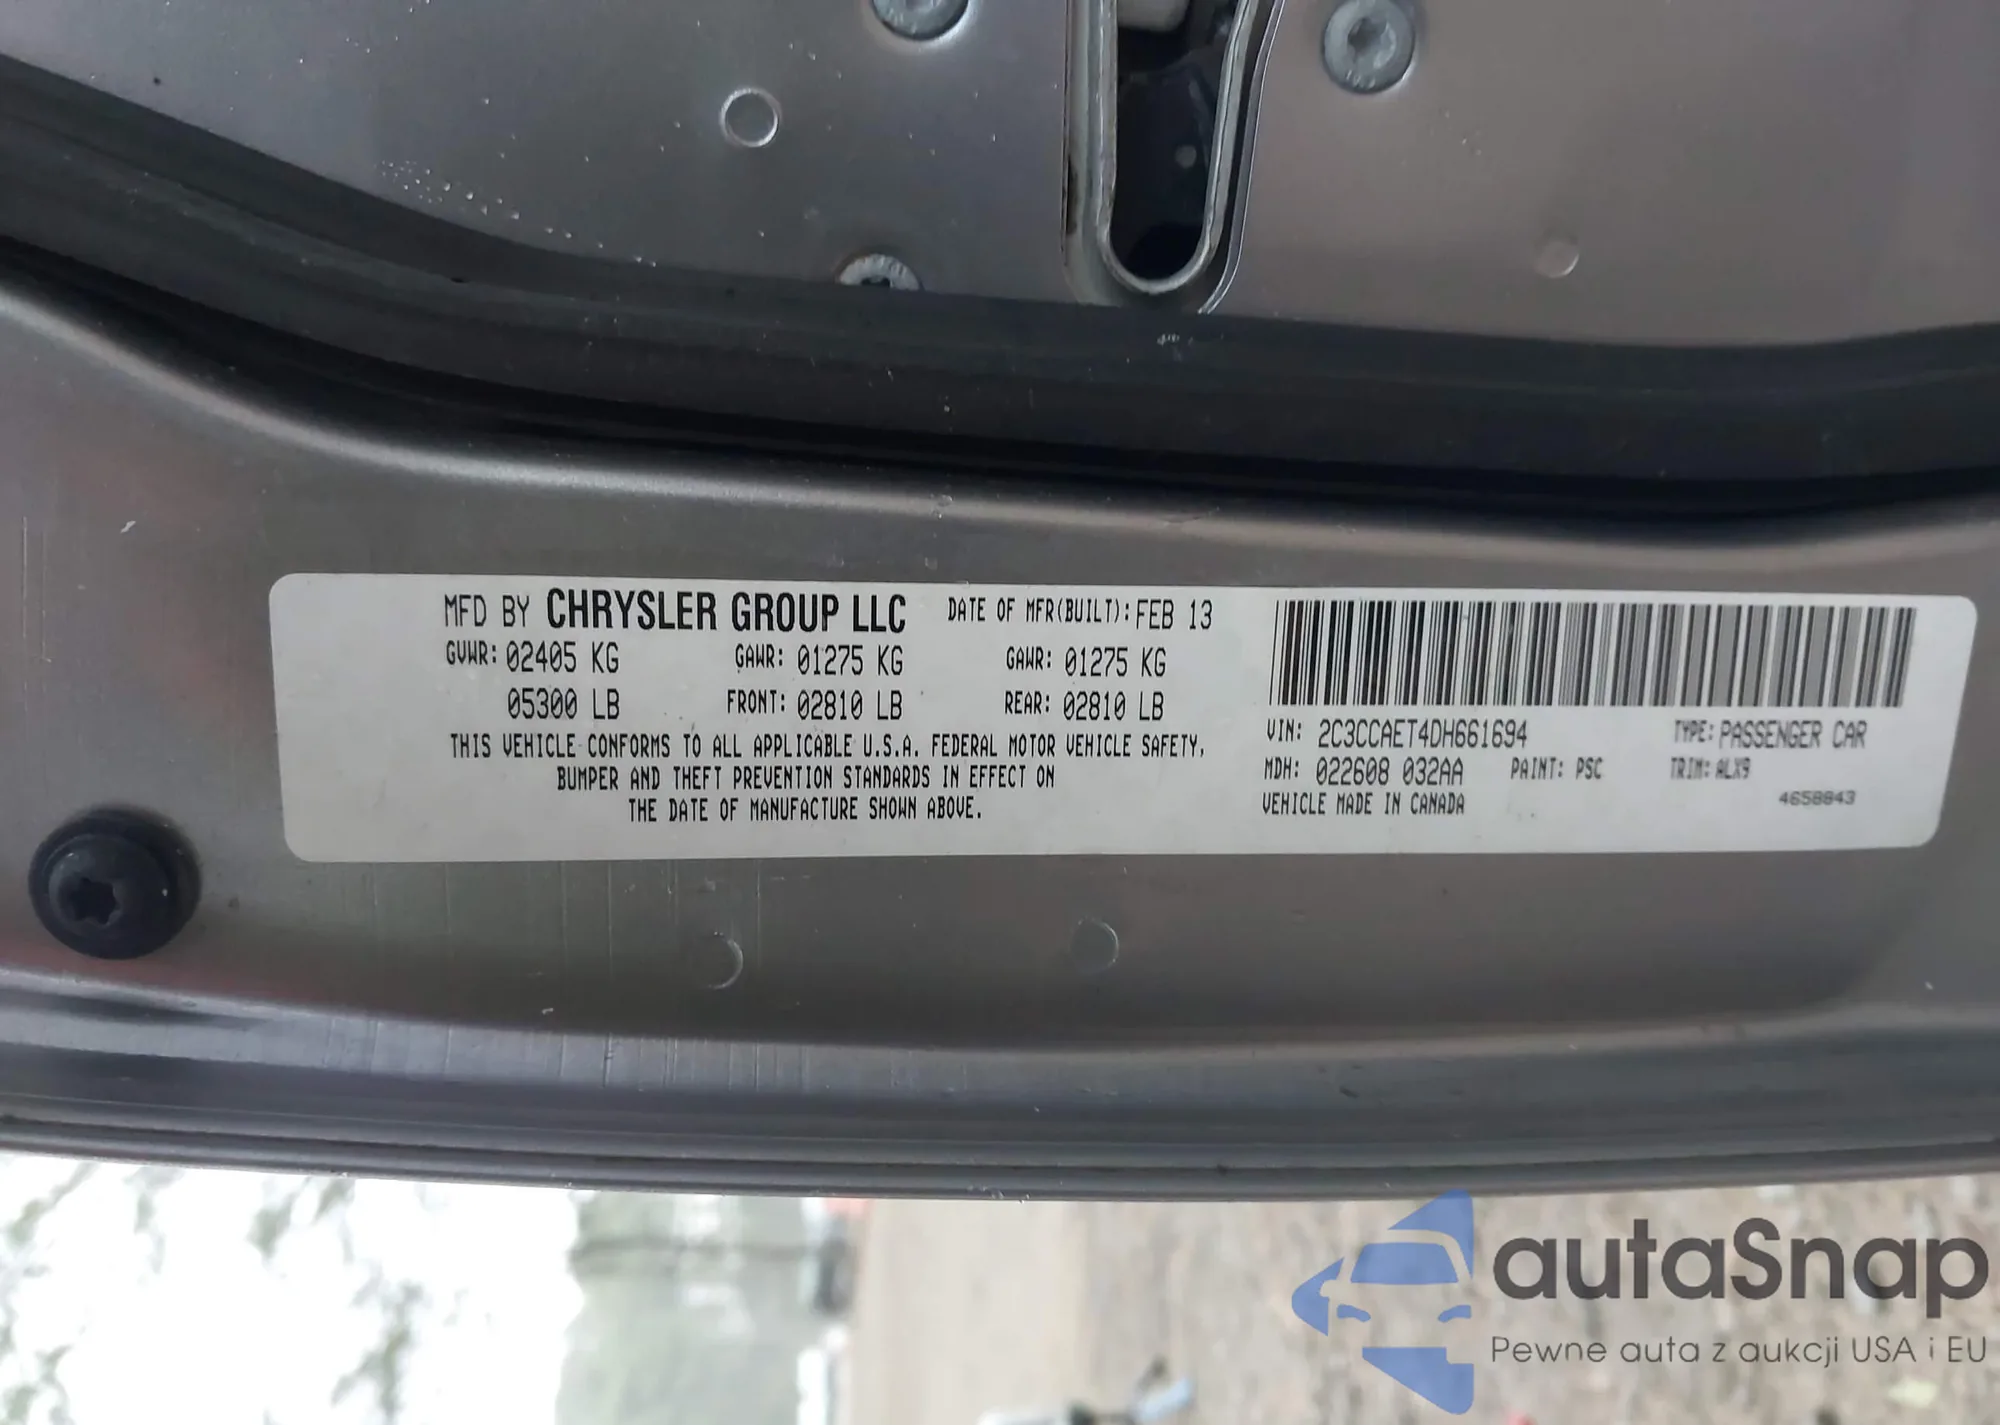 MFD BY CHRYSLER GROUP LLC DATE OF MFR(BUILT): FEB 13
GVWR: 02405 KG GAWR: 01275 KG GAWR: 01275 KG
05300 LB FRONT: 02810 LB REAR: 02810 LB
THIS VEHICLE CONFORMS TO ALL APPLICABLE U.S.A. FEDERAL MOTOR VEHICLE SAFETY,
BUMPER AND THEFT PREVENTION STANDARDS IN EFFECT ON
THE DATE OF MANUFACTURE SHOWN ABOVE.
VIN: 2C3CCAET4DH661694 TYPE: PASSENGER CAR
MDH: 022608 032AA PAINT: PSC TRIM: ALX9
VEHICLE MADE IN CANADA 4658843
autaSnap
Pewne auta z aukcji USA i EU